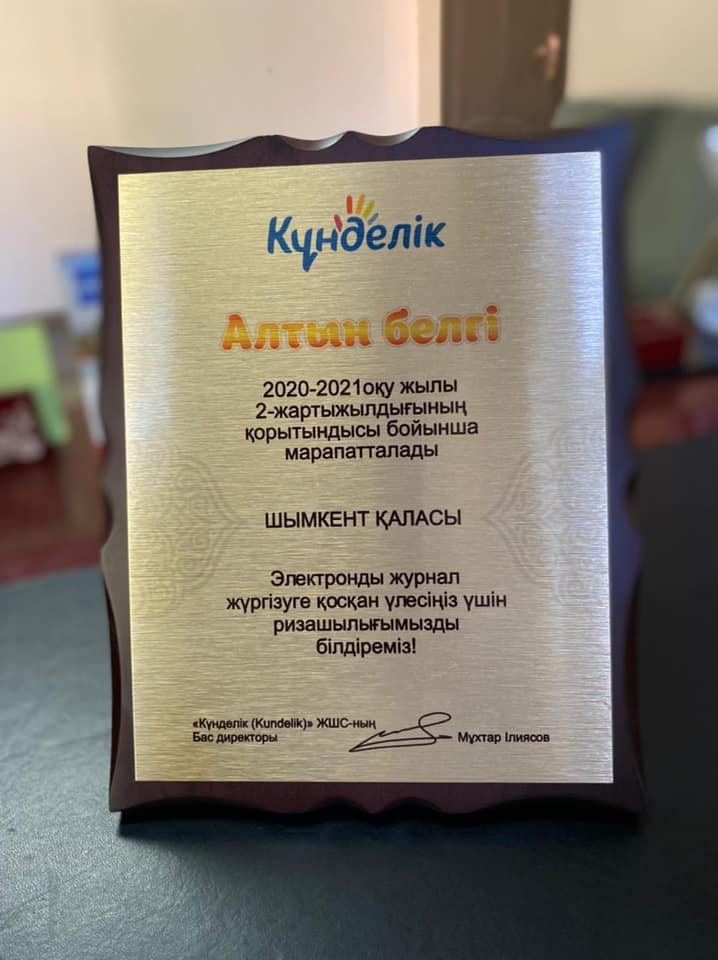 Күнделік
Алтын белгі
2020-2021оқу жылы
2-жартыжылдығының
қорытындысы бойынша
марапатталады
ШЫМКЕНТ ҚАЛАСЫ
Электронды журнал
жүргізуге қосқан үлесіңіз үшін
ризашылығымызды
білдіреміз!
«Күнделік (Kundelik)» ЖШС-ның
Бас директоры Мұхтар Ілиясов